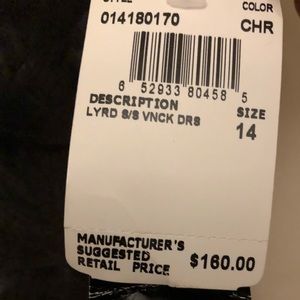 STYLE COLOR
014180170 CHR
6 52933 80458 5
DESCRIPTION SIZE
LYRD S/S VNCK DRS 14
MANUFACTURER'S
SUGGESTED
RETAIL PRICE $160.00